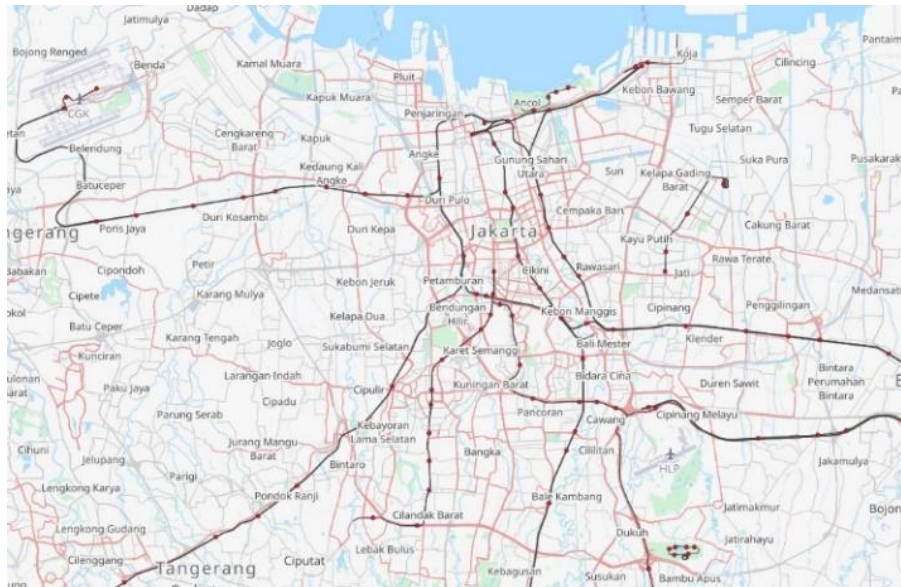 Dadap
Jatimulya
Bojong Renged
Benda
Kamal Muara
Pluit
Koja
Cilincing
Pantai
CGK
Kapuk Muara
Penjaringan
Ancol
Kebon Bawang
Semper Barat
Cengkareng
Barat
Kapuk
Tugu Selatan
Belendung
Angke
Gunung Sahari
Utara
Sun
Suka Pura
Kedaung Kali
Angke
Kelapa Gading
Barat
Pusakarak
Batuceper
Duri Kosambi
Duri Pulo
Cempaka Baru
Poris Jaya
Duri Kepa
Jakarta
Kayu Putih
Cakung Barat
ngerang
Cipondoh
Petir
Cikini
Rawasari
Jati
Rawa Terate
Babakan
Cipete
Karang Mulya
Kebon Jeruk
Petamburan
Medansatri
Bendungan
Hilir
Kebon Manggis
Cipinang
Penggilingan
Batu Ceper
Kelapa Dua
Karang Tengah
Joglo
Sukabumi Selatan
Karet Semanggi
Bali Mester
Klender
Kunciran
Bintara
Larangan Indah
Cipulir
Kuningan Barat
Bidara Cina
Duren Sawit
Perumahan
Bintara
Paku Jaya
Parung Serab
Cipadu
Pancoran
Cawang
Cipinang Melayu
Kebayoran
Lama Selatan
Cihuni
Jelupang
Jurang Mangu
Barat
Bintaro
Bangka
Cililitan
HLP
Jakamulya
Parigi
Lengkong Karya
Pondok Ranji
Bale Kambang
Jatimakmur
Lengkong Gudang
Cilandak Barat
Dukuh
Jatirahayu
Cilenggang
Ciputat
Lebak Bulus
Tangerang
Kebagusan
Susukan
Bambu Apus